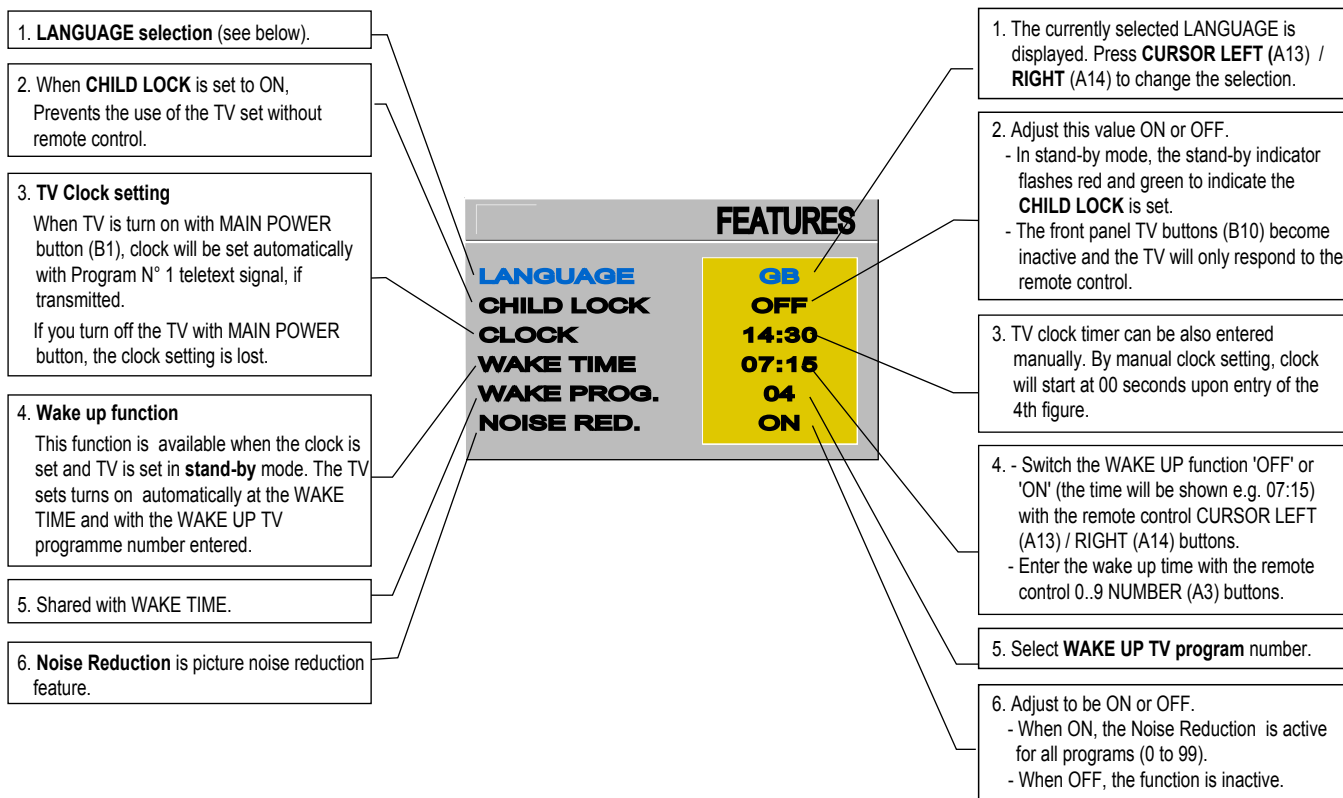 1. LANGUAGE selection (see below).
2. When CHILD LOCK is set to ON,
Prevents the use of the TV set without
remote control.
3. TV Clock setting
When TV is turn on with MAIN POWER
button (B1), clock will be set automatically
with Program N° 1 teletext signal, if
transmitted.
If you turn off the TV with MAIN POWER
button, the clock setting is lost.
4. Wake up function
This function is available when the clock is
set and TV is set in stand-by mode. The TV
sets turns on automatically at the WAKE
TIME and with the WAKE UP TV
programme number entered.
5. Shared with WAKE TIME.
6. Noise Reduction is picture noise reduction
feature.
FEATURES
LANGUAGE GB
CHILD LOCK OFF
CLOCK 14:30
WAKE TIME 07:15
WAKE PROG. 04
NOISE RED. ON
1. The currently selected LANGUAGE is
displayed. Press CURSOR LEFT (A13) /
RIGHT (A14) to change the selection.
2. Adjust this value ON or OFF.
- In stand-by mode, the stand-by indicator
flashes red and green to indicate the
CHILD LOCK is set.
- The front panel TV buttons (B10) become
inactive and the TV will only respond to the
remote control.
3. TV clock timer can be also entered
manually. By manual clock setting, clock
will start at 00 seconds upon entry of the
4th figure.
4. - Switch the WAKE UP function 'OFF' or
'ON' (the time will be shown e.g. 07:15)
with the remote control CURSOR LEFT
(A13) / RIGHT (A14) buttons.
- Enter the wake up time with the remote
control 0..9 NUMBER (A3) buttons.
5. Select WAKE UP TV program number.
6. Adjust to be ON or OFF.
- When ON, the Noise Reduction is active
for all programs (0 to 99).
- When OFF, the function is inactive.